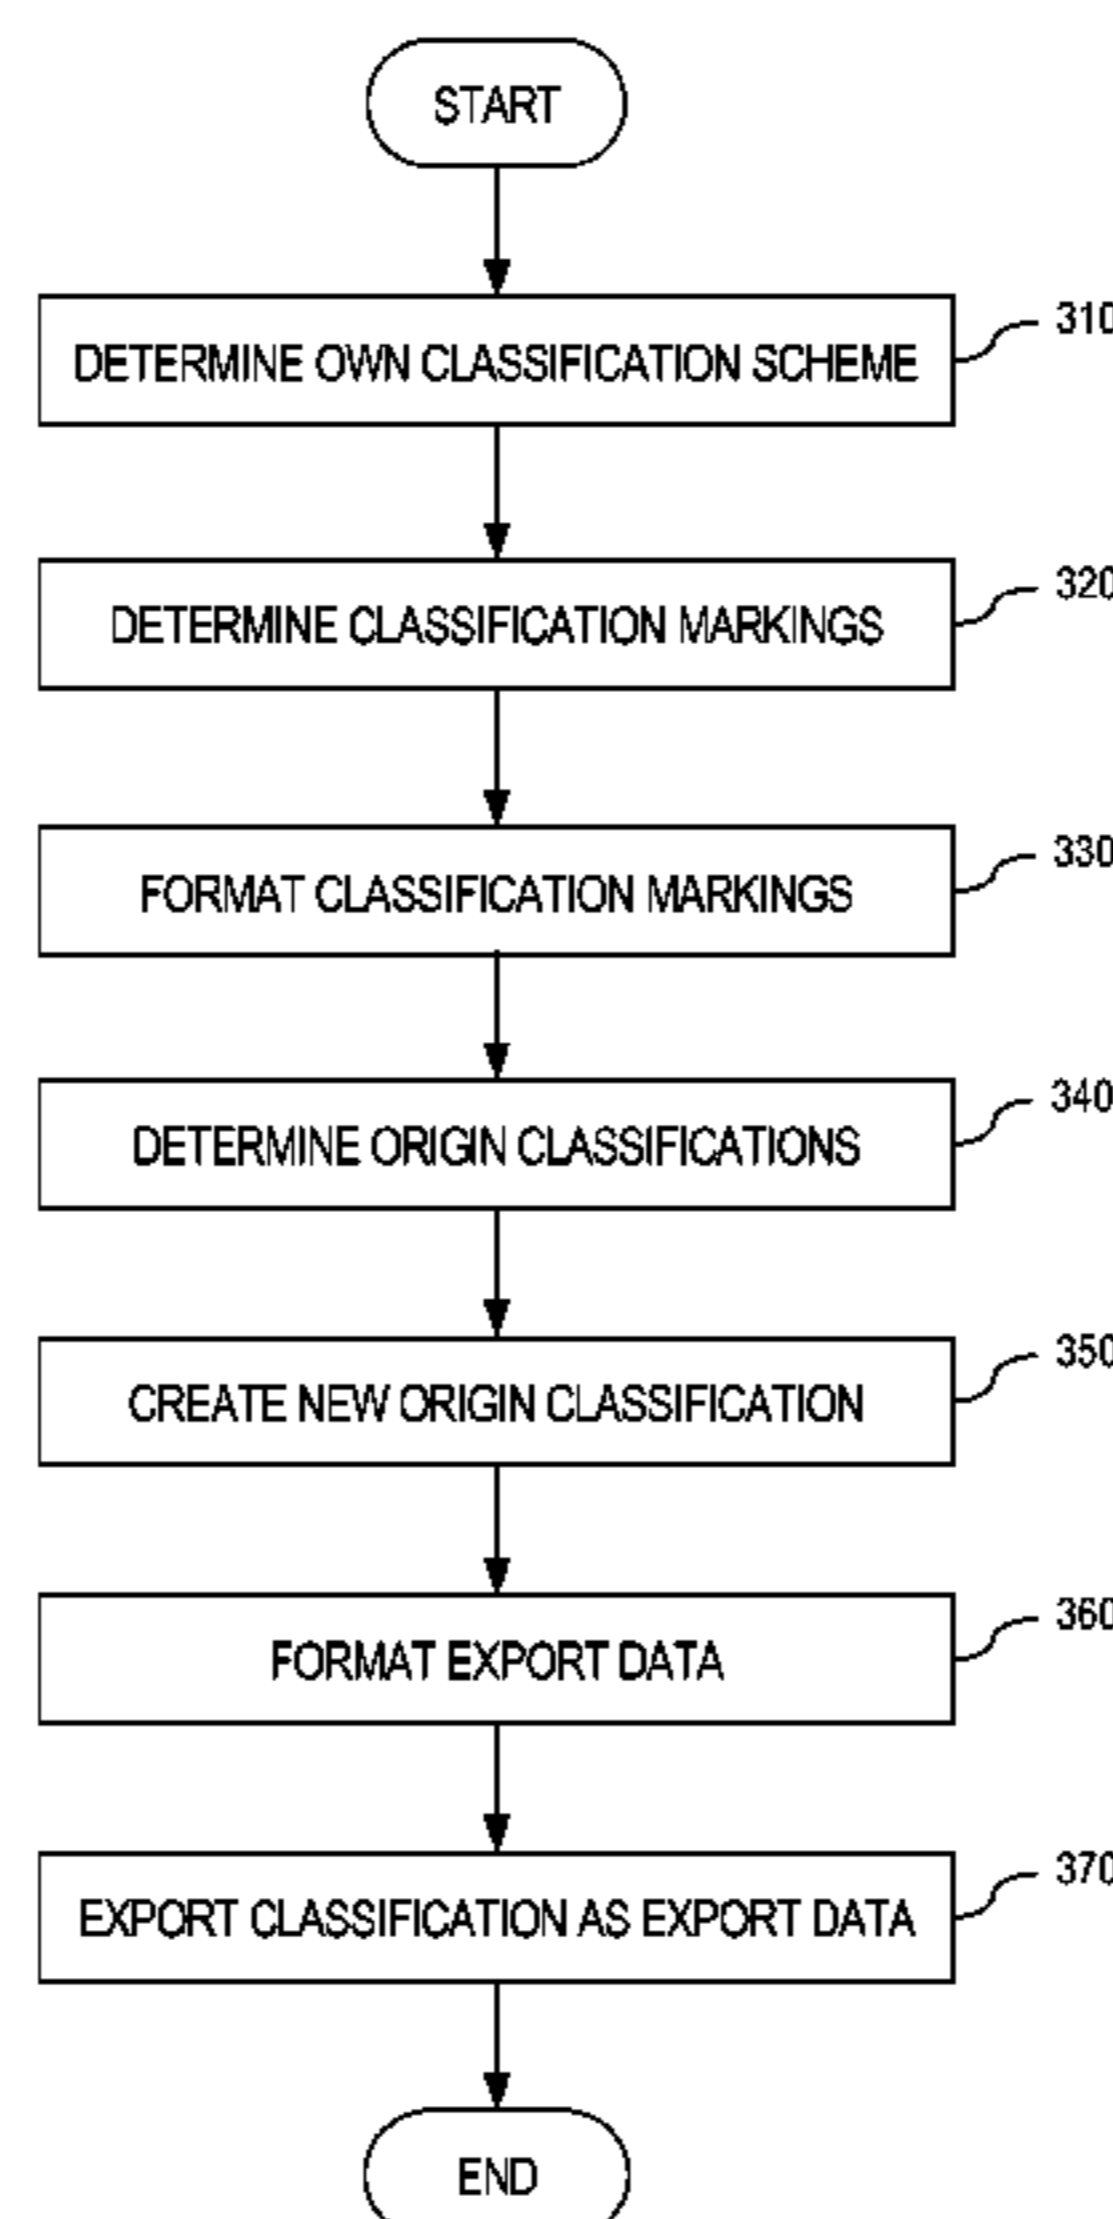 START
DETERMINE OWN CLASSIFICATION SCHEME
310
DETERMINE CLASSIFICATION MARKINGS
320
FORMAT CLASSIFICATION MARKINGS
330
DETERMINE ORIGIN CLASSIFICATIONS
340
CREATE NEW ORIGIN CLASSIFICATION
350
FORMAT EXPORT DATA
360
EXPORT CLASSIFICATION AS EXPORT DATA
370
END